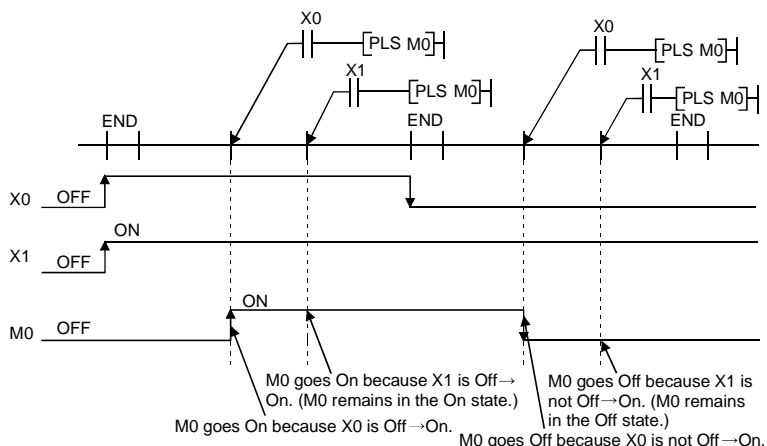 X0
[PLS M0]
X1
[PLS M0]
X0
[PLS M0]
X1
[PLS M0]
END
END
END
X0 OFF
ON
X1 OFF
ON
M0 OFF
M0 goes On because X1 is Off→
On. (M0 remains in the On state.)
M0 goes On because X0 is Off→On.
M0 goes Off because X1 is
not Off→On. (M0 remains
in the Off state.)
M0 goes Off because X0 is not Off→On.